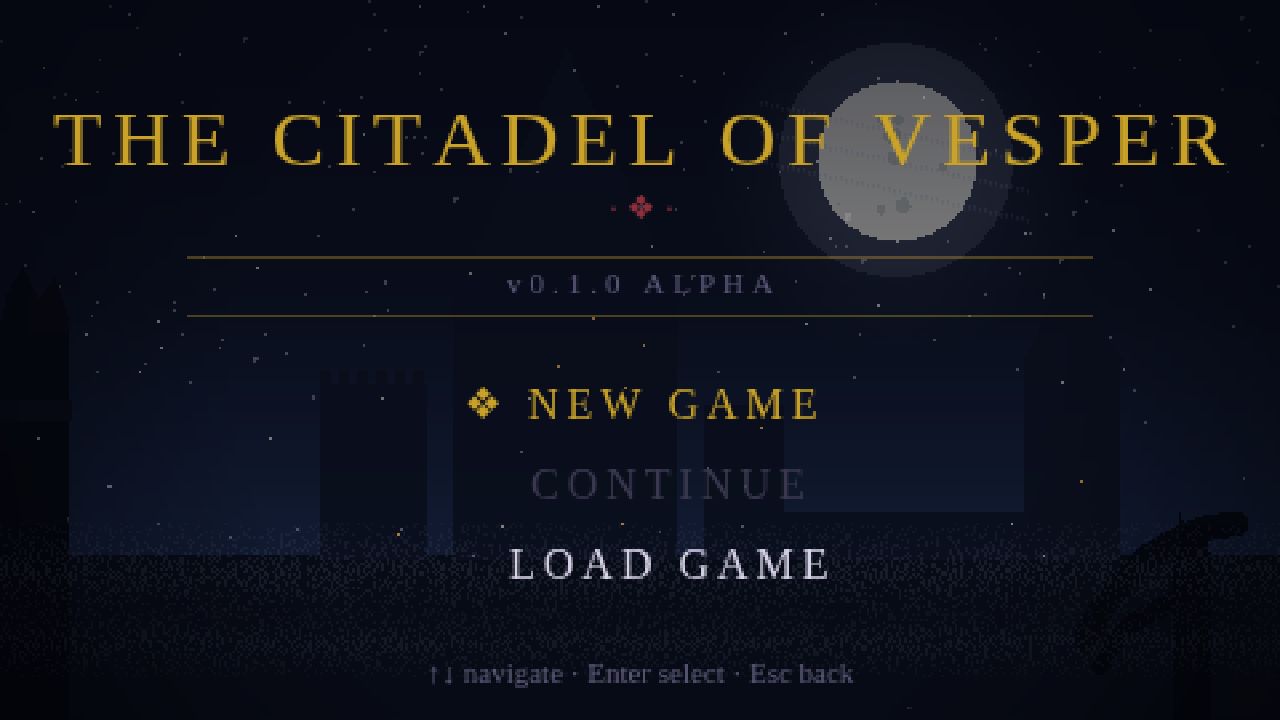 THE CITADEL OF VESPER
v0.1.0 ALPHA
NEW GAME
CONTINUE
LOAD GAME
↑↓ navigate · Enter select · Esc back